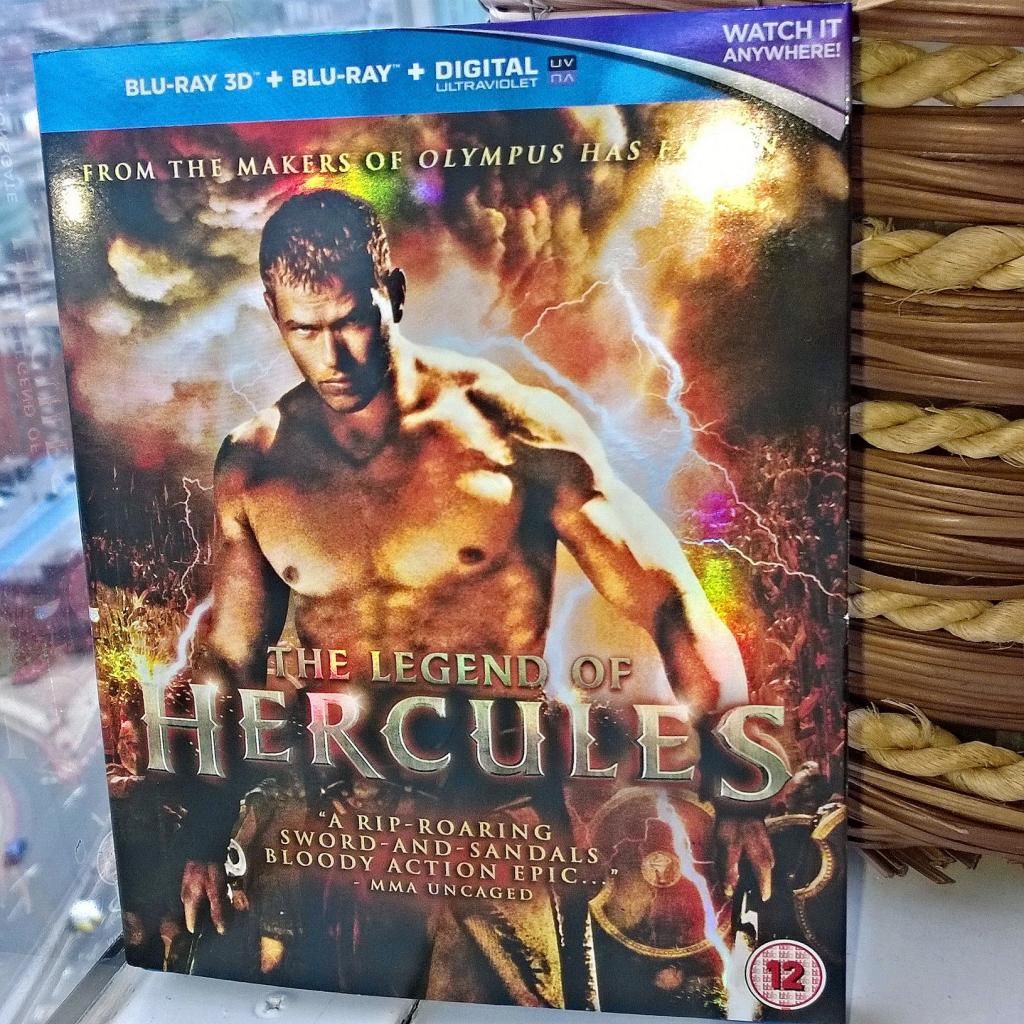 WATCH IT
ANYWHERE!
BLU-RAY 3D™ + BLU-RAY™ + DIGITAL UV
ULTRAVIOLET
FROM THE MAKERS OF OLYMPUS HAS
THE LEGEND OF
HERCULES
"A RIP-ROARING
SWORD-AND-SANDALS
BLOODY ACTION EPIC..."
- MMA UNCAGED
12